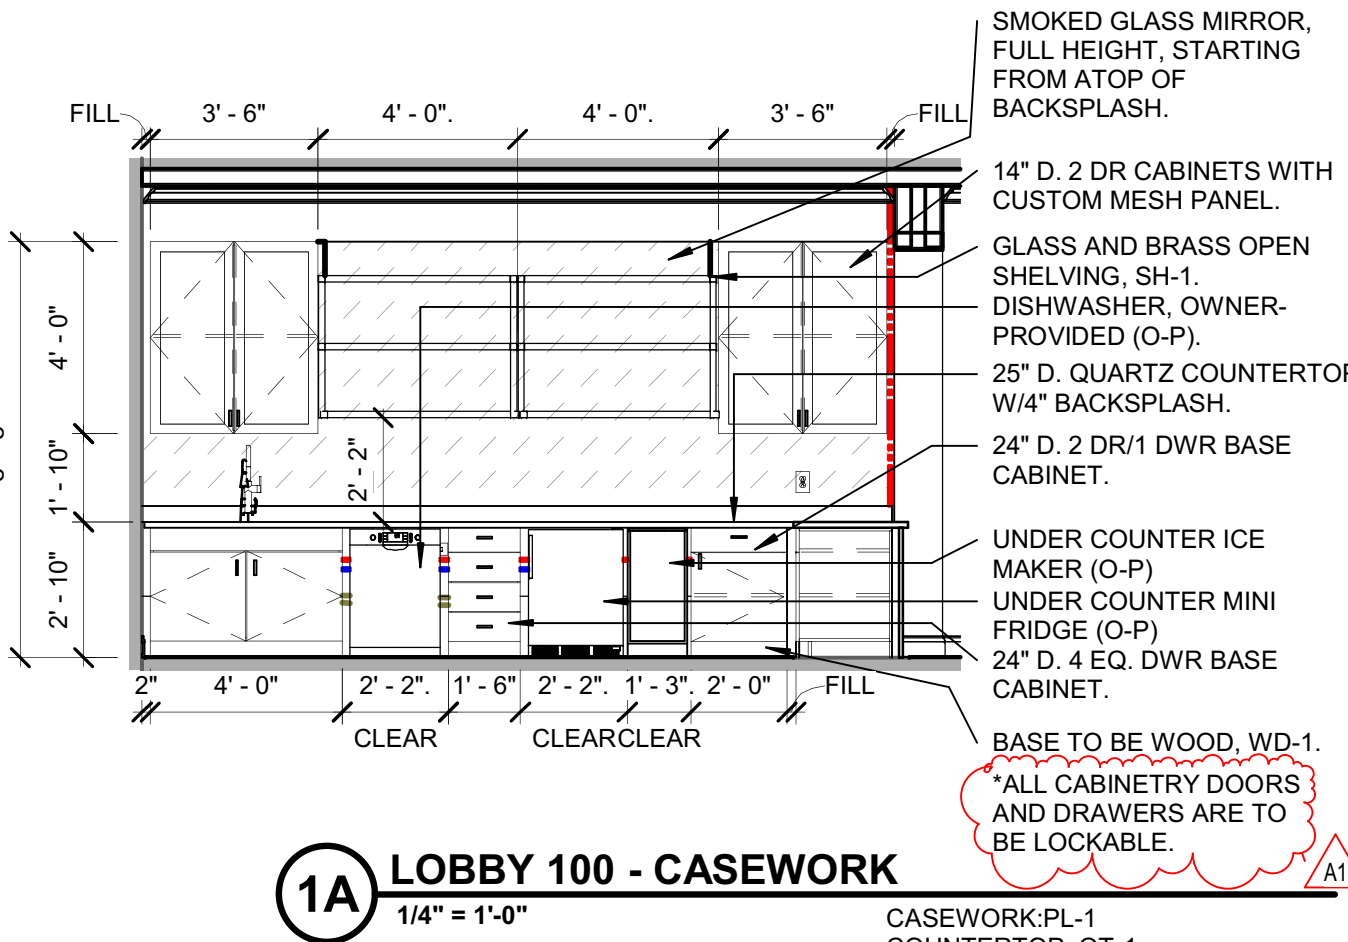 SMOKED GLASS MIRROR,
FULL HEIGHT, STARTING
FROM ATOP OF
BACKSPLASH.
FILL
3' - 6"
4' - 0".
4' - 0".
3' - 6"
FILL
14" D. 2 DR CABINETS WITH
CUSTOM MESH PANEL.
GLASS AND BRASS OPEN
SHELVING, SH-1.
DISHWASHER, OWNER-
PROVIDED (O-P).
25" D. QUARTZ COUNTERTOP
W/4" BACKSPLASH.
24" D. 2 DR/1 DWR BASE
CABINET.
UNDER COUNTER ICE
MAKER (O-P)
UNDER COUNTER MINI
FRIDGE (O-P)
24" D. 4 EQ. DWR BASE
CABINET.
BASE TO BE WOOD, WD-1.
*ALL CABINETRY DOORS
AND DRAWERS ARE TO
BE LOCKABLE.
A1
4' - 0"
1' - 10"
2' - 10"
2' - 2"
2"
4' - 0"
2' - 2".
1' - 6"
2' - 2".
1' - 3".
2' - 0"
FILL
CLEAR
CLEAR
CLEAR
1A
LOBBY 100 - CASEWORK
1/4" = 1'-0"
CASEWORK:PL-1